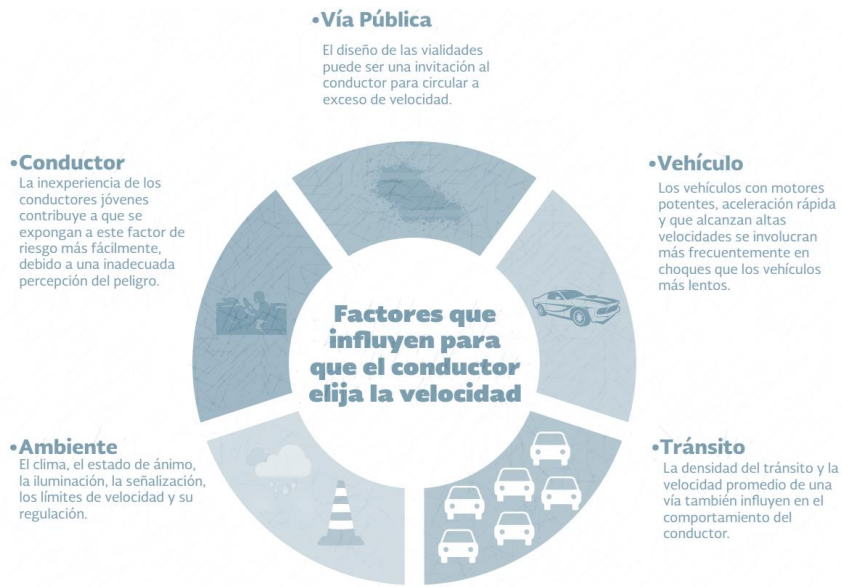 •Vía Pública
El diseño de las vialidades
puede ser una invitación al
conductor para circular a
exceso de velocidad.
•Conductor
La inexperiencia de los
conductores jóvenes
contribuye a que se
expongan a este factor de
riesgo más fácilmente,
debido a una inadecuada
percepción del peligro.
•Vehículo
Los vehículos con motores
potentes, aceleración rápida
y que alcanzan altas
velocidades se involucran
más frecuentemente en
choques que los vehículos
más lentos.
Factores que
influyen para
que el conductor
elija la velocidad
•Ambiente
El clima, el estado de ánimo,
la iluminación, la señalización,
los límites de velocidad y su
regulación.
•Tránsito
La densidad del tránsito y la
velocidad promedio de una
vía también influyen en el
comportamiento del
conductor.